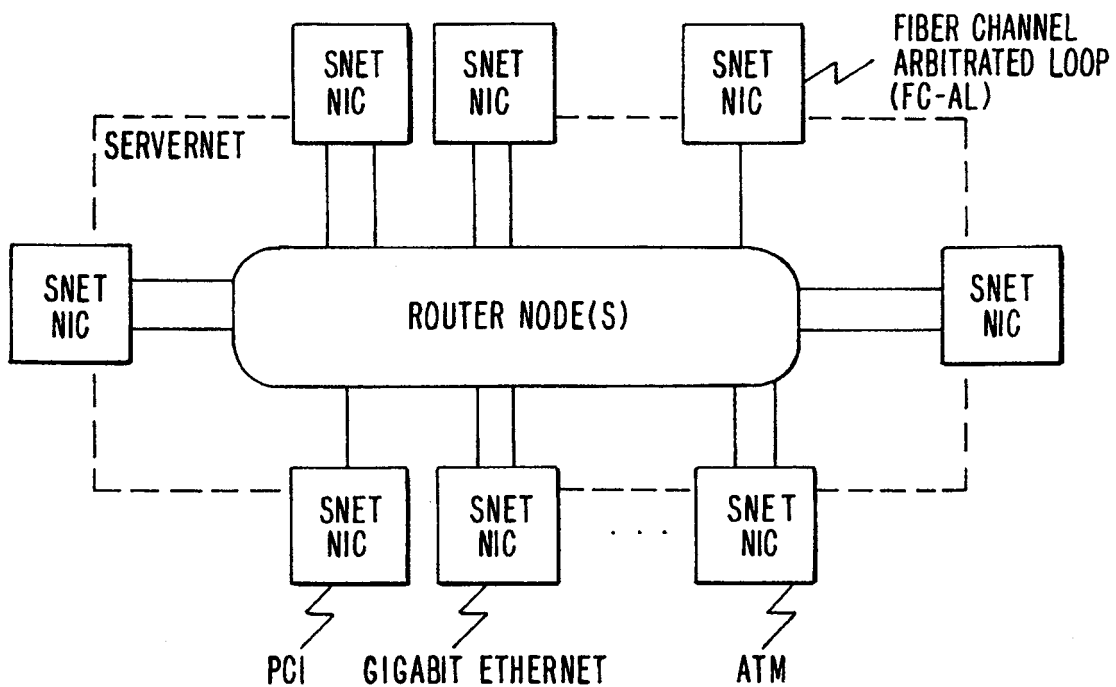 SNET
NIC
SNET
NIC
SNET
NIC
FIBER CHANNEL
ARBITRATED LOOP
(FC-AL)
SERVERNET
SNET
NIC
ROUTER NODE(S)
SNET
NIC
SNET
NIC
SNET
NIC
. . .
SNET
NIC
PCI
GIGABIT ETHERNET
ATM